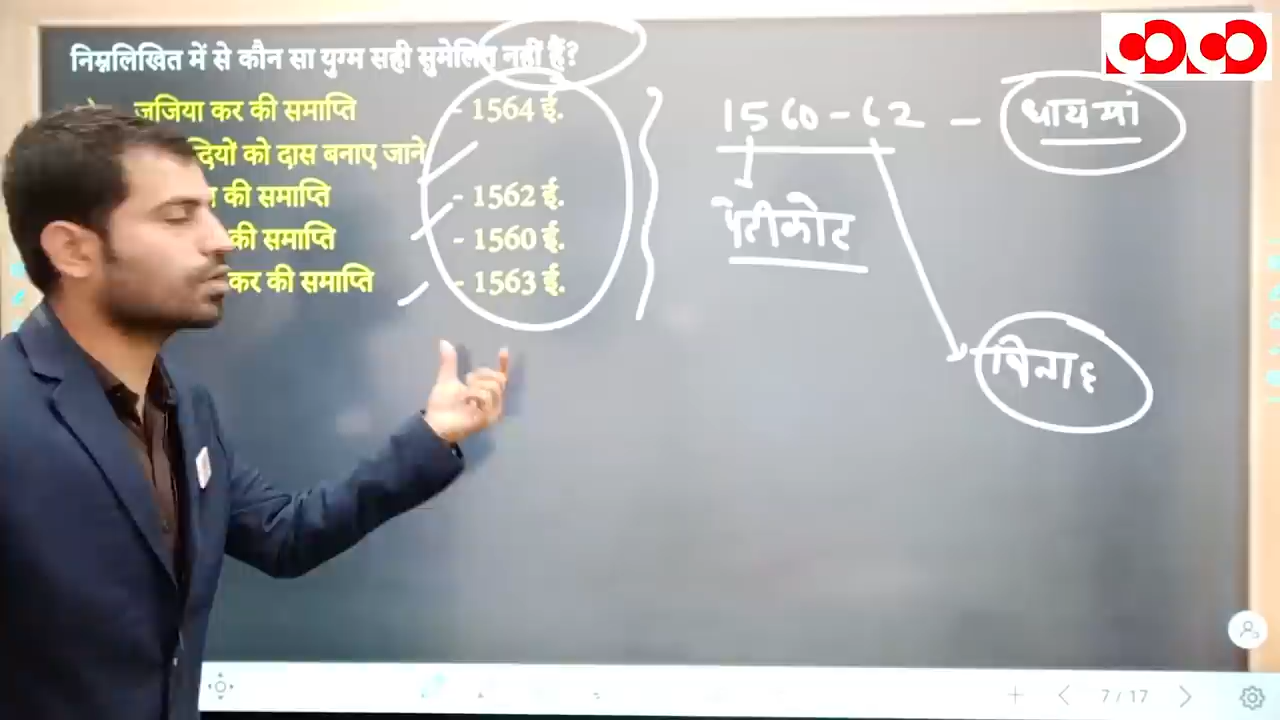 निम्नलिखित में से कौन सा युग्म सही सुमेलित नहीं हैं?
जजिया कर की समाप्ति - 1564 ई.
को दास बनाए जाने
की समाप्ति - 1562 ई.
की समाप्ति - 1560 ई.
कर की समाप्ति - 1563 ई.
1560-62 - धाय मां
पेटीकोट
7 / 17